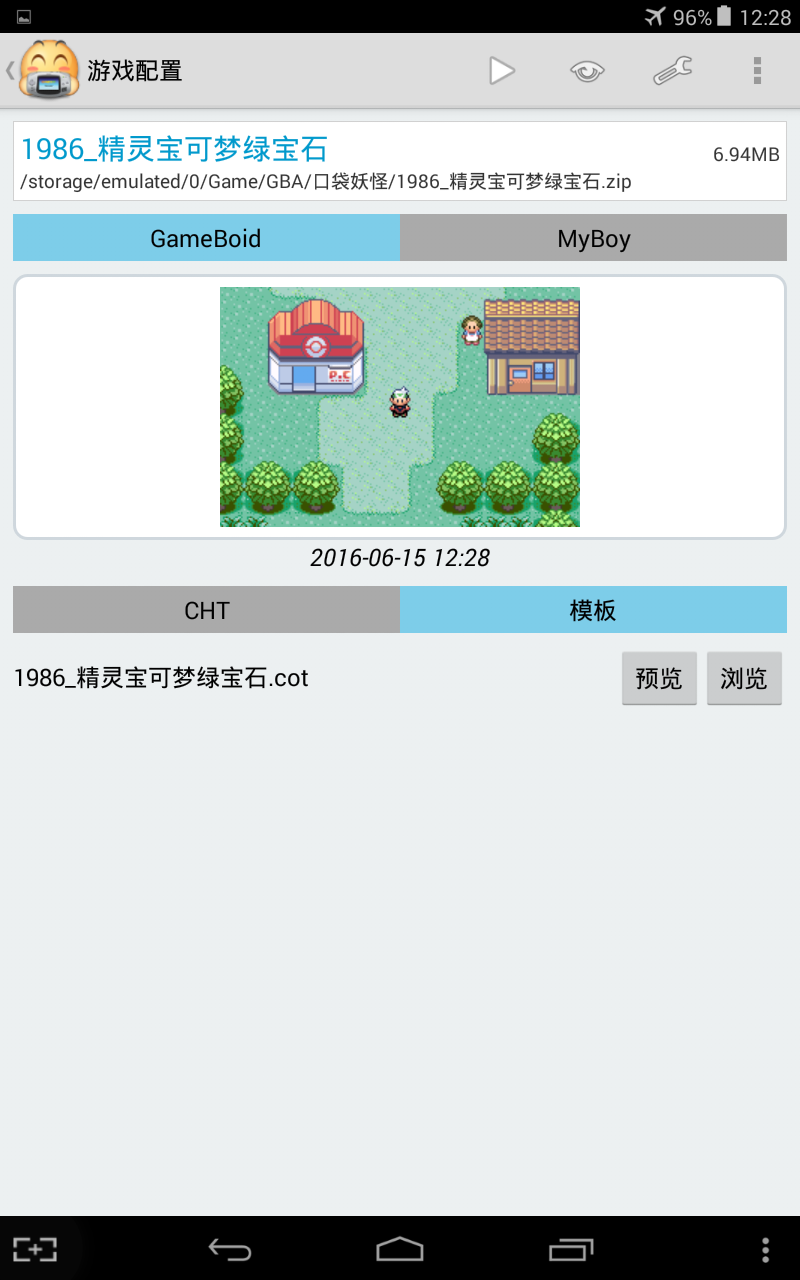 96% 12:28
游戏配置
1986_精灵宝可梦绿宝石
6.94MB
/storage/emulated/0/Game/GBA/口袋妖怪/1986_精灵宝可梦绿宝石.zip
GameBoid MyBoy
P.C
2016-06-15 12:28
CHT 模板
1986_精灵宝可梦绿宝石.cot 预览 浏览